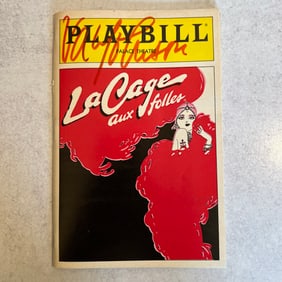 PLAYBILL
PALACE THEATRE
La Cage
aux folles